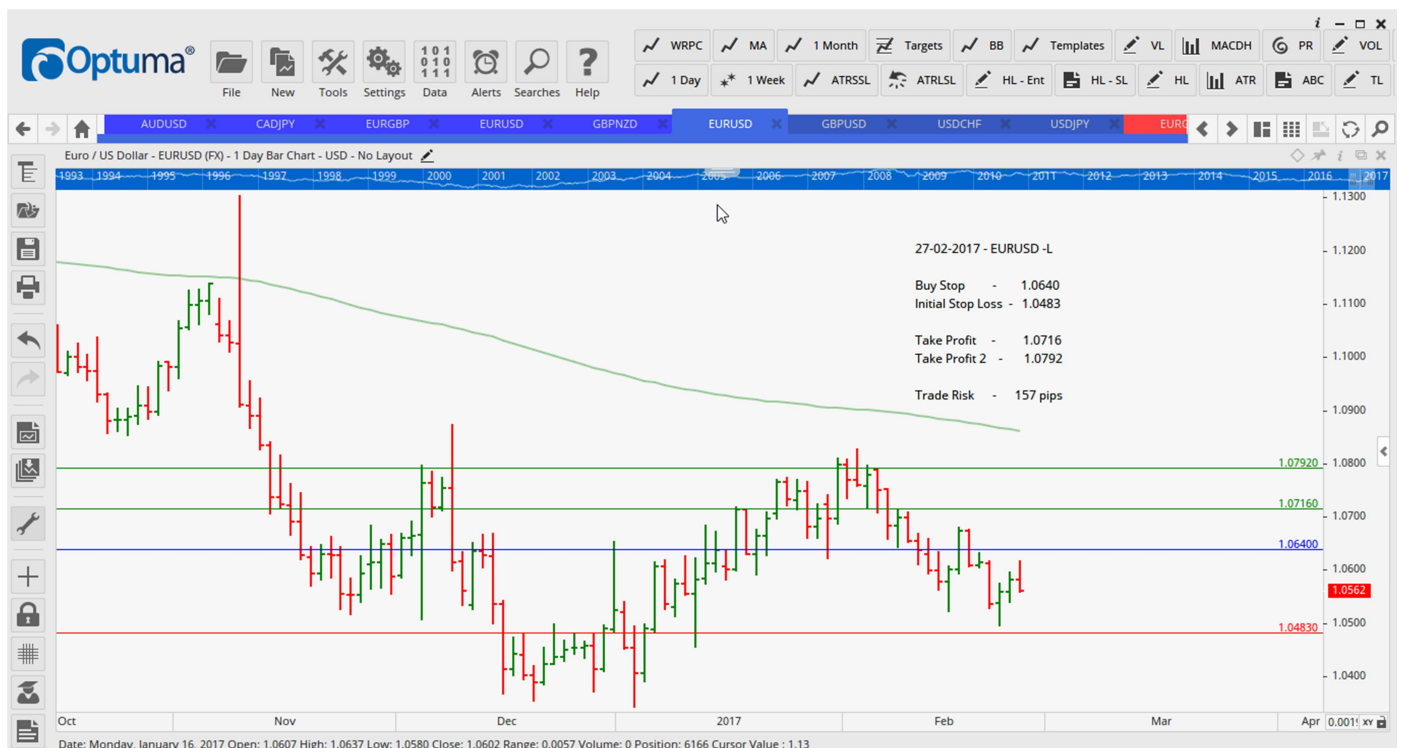 i
Optuma®
File New Tools Settings Data Alerts Searches Help
101
010
111
WRPC MA 1 Month Targets BB Templates VL MACDH PR VOL
1 Day 1 Week ATRSSL ATRLSL HL - Ent HL - SL HL ATR ABC TL
AUDUSD CADJPY EURGBP EURUSD GBPNZD EURUSD GBPUSD USDCHF USDJPY
Euro / US Dollar - EURUSD (FX) - 1 Day Bar Chart - USD - No Layout
1993 1994 1995 1996 1997 1998 1999 2000 2001 2002 2003 2004 2005 2006 2007 2008 2009 2010 2011 2012 2013 2014 2015 2016 2017
1.1300
27-02-2017 - EURUSD -L
1.1200
Buy Stop - 1.0640
Initial Stop Loss - 1.0483
1.1100
Take Profit - 1.0716
Take Profit 2 - 1.0792
1.1000
Trade Risk - 157 pips
1.0900
1.07920
1.0800
1.07160
1.0700
1.06400
1.0600
1.0562
1.0500
1.04830
1.0400
Oct Nov Dec 2017 Feb Mar Apr XY
Date: Monday, January 16, 2017 Open: 1.0607 High: 1.0637 Low: 1.0580 Close: 1.0602 Range: 0.0057 Volume: 0 Position: 6166 Cursor Value : 1.13